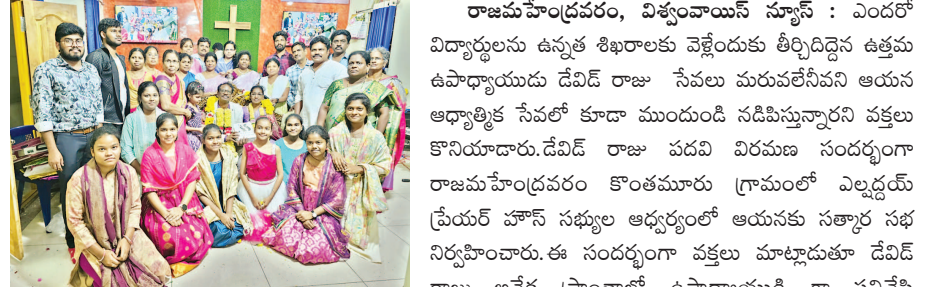 రాజమహేంద్రవరం, విశ్వంవాయిస్ న్యూస్ : ఎందరో
విద్యార్థులను ఉన్నత శిఖరాలకు వెళ్లేందుకు తీర్చిదిద్దిన ఉత్తమ
ఉపాధ్యాయుడు డేవిడ్ రాజు సేవలు మరువలేనివని ఆయన
ఆధ్యాత్మిక సేవలో కూడా ముందుండి నడిపిస్తున్నారని వక్తలు
కొనియాడారు.డేవిడ్ రాజు పదవి విరమణ సందర్భంగా
రాజమహేంద్రవరం కొంతమూరు గ్రామంలో ఎల్షద్దయ్
ప్రేయర్ హౌస్ సభ్యుల ఆధ్వర్యంలో ఆయనకు సత్కార సభ
నిర్వహించారు.ఈ సందర్భంగా వక్తలు మాట్లాడుతూ డేవిడ్